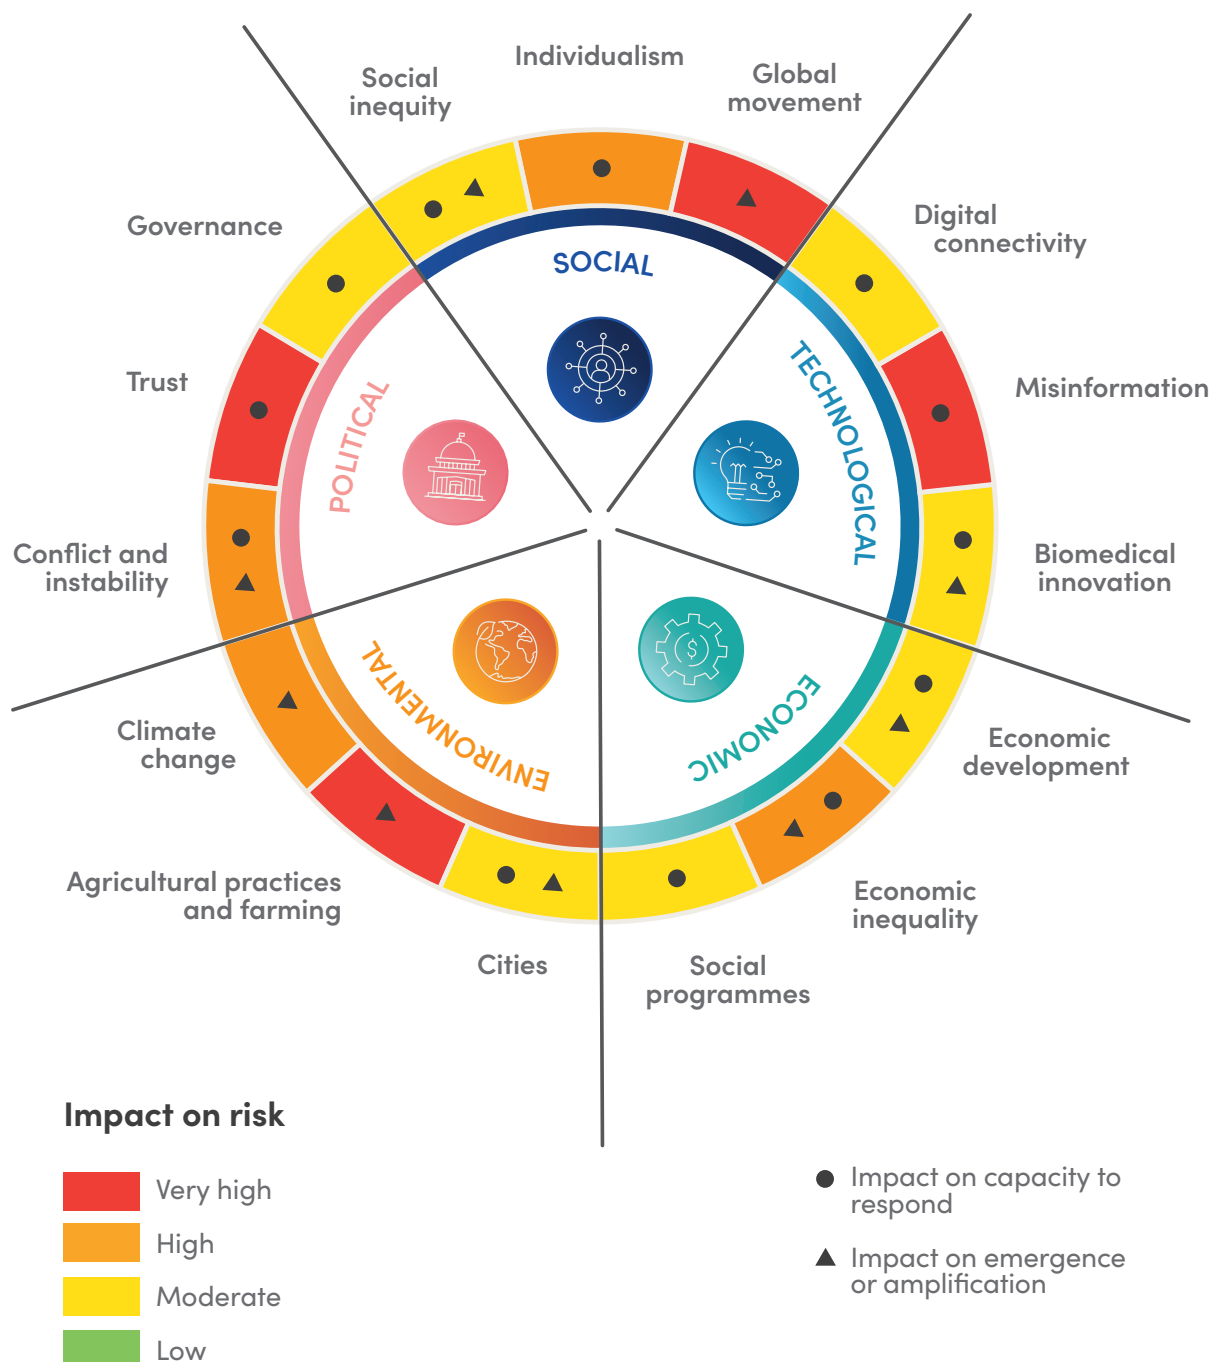 Individualism
Social
inequity
Global
movement
Governance
Digital
connectivity
SOCIAL
Trust
POLITICAL
TECHNOLOGICAL
Misinformation
Conflict and
instability
Biomedical
innovation
Climate
change
ENVIRONMENTAL
ECONOMIC
$
Economic
development
Agricultural practices
and farming
Economic
inequality
Cities
Social
programmes
Impact on risk
Very high
High
Moderate
Low
Impact on capacity to
respond
Impact on emergence
or amplification